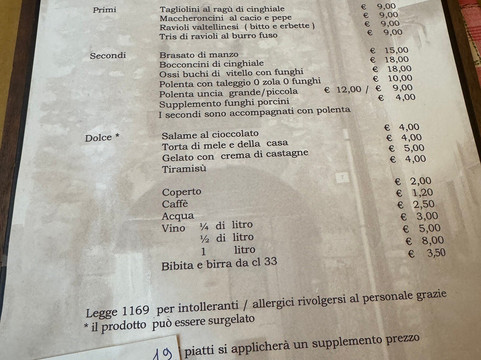 Primi Tagliolini al ragù di cinghiale € 9,00
Maccheroncini al cacio e pepe € 9,00
Ravioli valtellinesi ( bitto e erbette ) € 9,00
Tris di ravioli al burro fuso € 9,00
Secondi Brasato di manzo € 15,00
Bocconcini di cinghiale € 18,00
Ossi buchi di vitello con funghi € 18,00
Polenta con taleggio 0 zola 0 funghi € 10,00
Polenta uncia grande/piccola € 12,00 / € 9,00
Supplemento funghi porcini € 4,00
I secondi sono accompagnati con polenta
Dolce * Salame al cioccolato € 4,00
Torta di mele e della casa € 4,00
Gelato con crema di castagne € 5,00
Tiramisù € 4,00
Coperto € 2,00
Caffè € 1,20
Acqua € 2,50
Vino ¼ di litro € 3,00
½ di litro € 5,00
1 litro € 8,00
Bibita e birra da cl 33 € 3,50
Legge 1169 per intolleranti / allergici rivolgersi al personale grazie
* il prodotto può essere surgelato
19 piatti si applicherà un supplemento prezzo